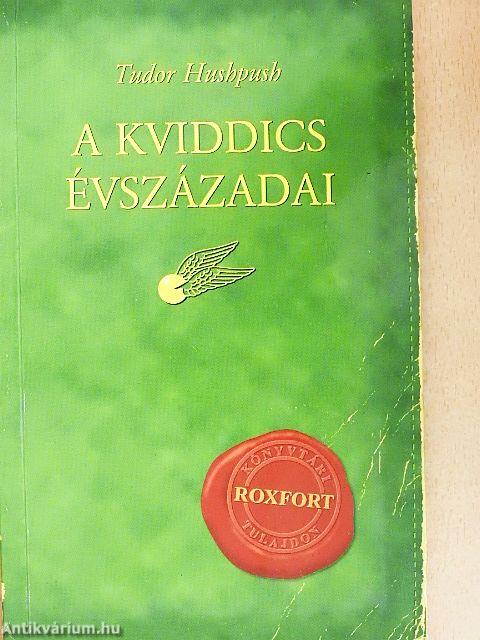 Tudor Hushpush
A KVIDDICS
ÉVSZÁZADAI
KÖNYVTÁRI
ROXFORT
TULAJDON
Antikvárium.hu